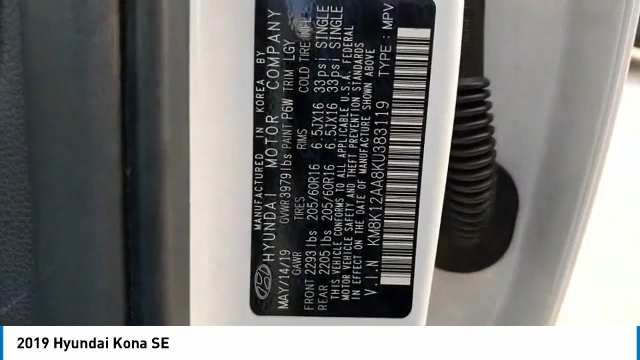 MANUFACTURED IN KOREA BY
HYUNDAI MOTOR COMPANY
MAY/14/19 GVWR 3979 lbs PAINT P6W TRIM LGY
GAWR TIRES RIMS COLD TIRE INFL.
FRONT 2293 lbs 205/60R16 6.5JX16 33psi SINGLE
REAR 2205 lbs 205/60R16 6.5JX16 33psi SINGLE
THIS VEHICLE CONFORMS TO ALL APPLICABLE U.S.A. FEDERAL
MOTOR VEHICLE SAFETY AND THEFT PREVENTION STANDARDS
IN EFFECT ON THE DATE OF MANUFACTURE SHOWN ABOVE
V.I.N KM8K12AA8KU383119 TYPE : MPV
2019 Hyundai Kona SE